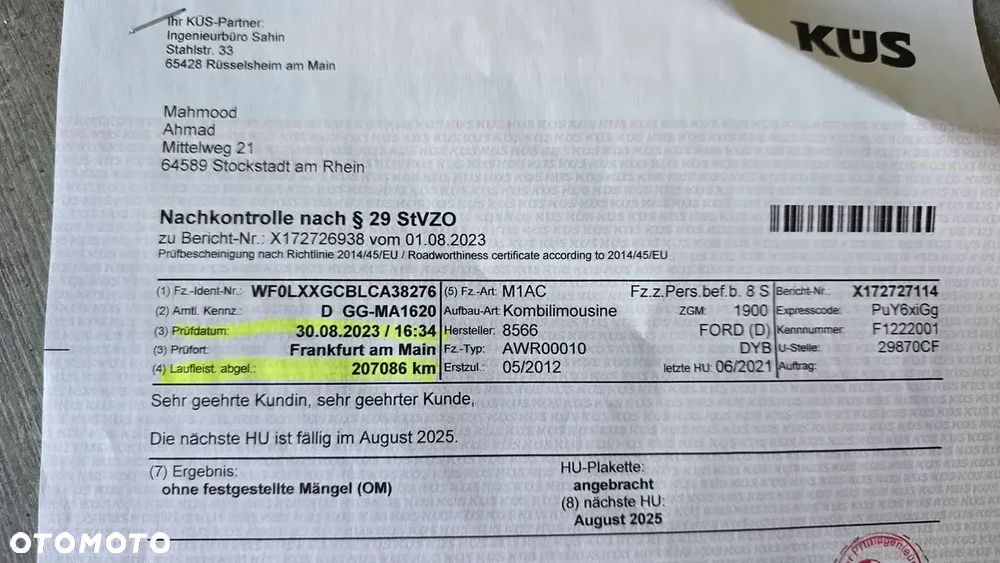 Ihr KÜS-Partner:
Ingenieurbüro Sahin
Stahlstr. 33
65428 Rüsselsheim am Main
KÜS
Mahmood
Ahmad
Mittelweg 21
64589 Stockstadt am Rhein
Nachkontrolle nach § 29 StVZO
zu Bericht-Nr.: X172726938 vom 01.08.2023
Prüfbescheinigung nach Richtlinie 2014/45/EU / Roadworthiness certificate according to 2014/45/EU
(1) Fz.-Ident-Nr.: WF0LXXGCBLCA38276 (5) Fz.-Art: M1AC Fz.z.Pers.bef.b. 8 S Bericht-Nr. X172727114
(2) Amtl. Kennz.: D GG-MA1620 Aufbau-Art: Kombilimousine ZGM: 1900 Expresscode: PuY6xiGg
(3) Prüfdatum: 30.08.2023 / 16:34 Hersteller: 8566 FORD (D) Kennnummer: F1222001
(3) Prüfort: Frankfurt am Main Fz.-Typ: AWR00010 DYB U-Stelle: 29870CF
(4) Laufleist. abgel.: 207086 km Erstzul.: 05/2012 letzte HU: 06/2021 Auftrag:
Sehr geehrte Kundin, sehr geehrter Kunde,
Die nächste HU ist fällig im August 2025.
(7) Ergebnis:
ohne festgestellte Mängel (OM)
HU-Plakette:
angebracht
(8) nächste HU:
August 2025
OTOMOTO